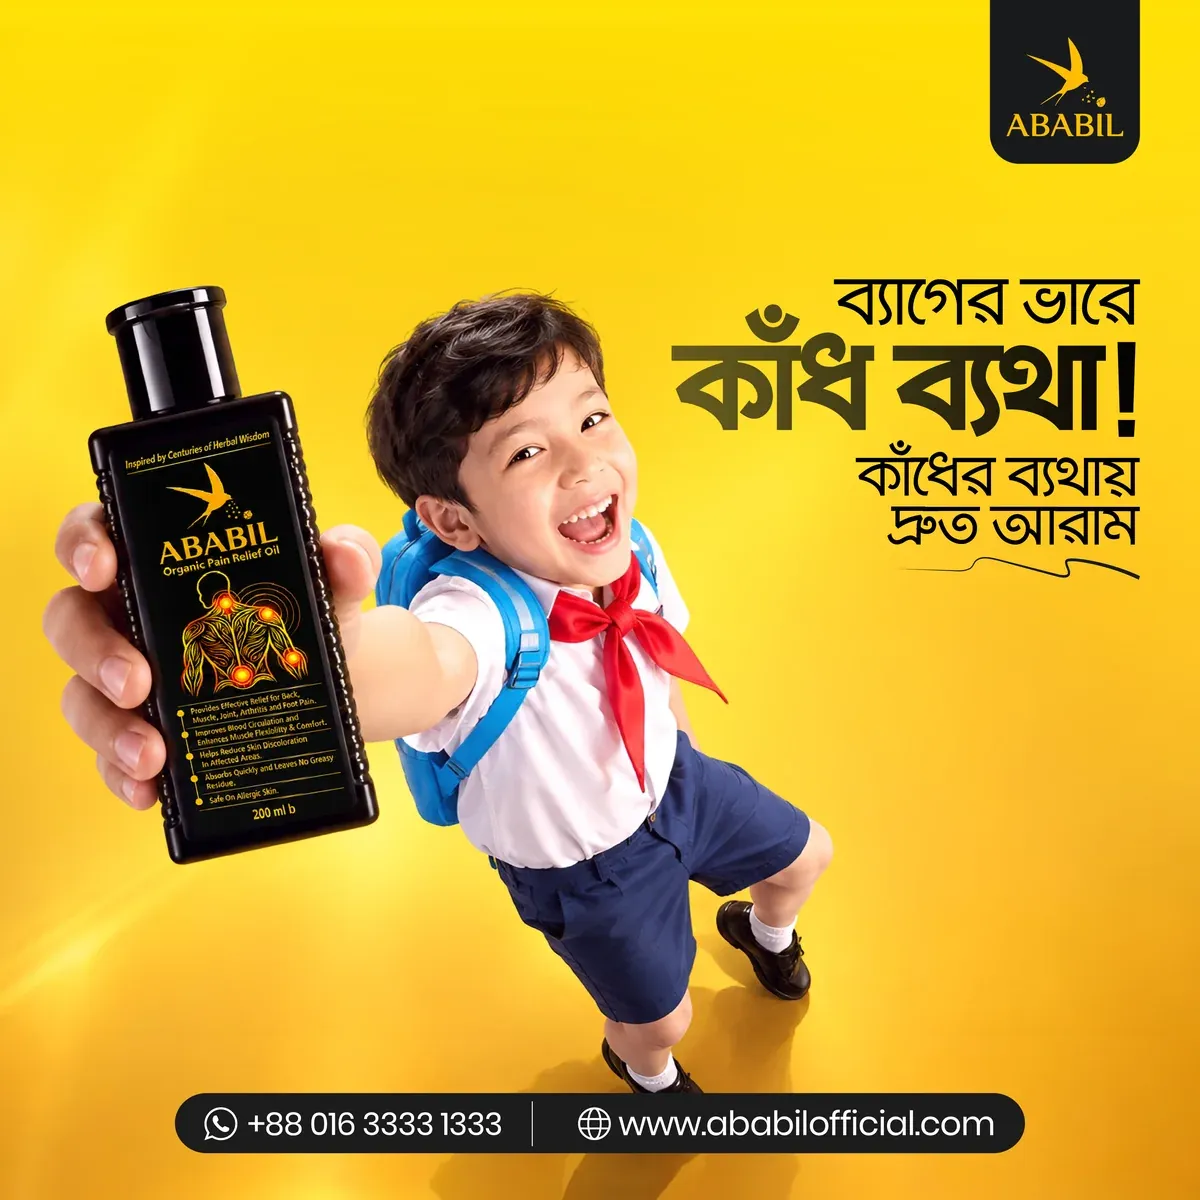 ABABIL
ব্যাগের ভারে
কাঁধ ব্যথা!
কাঁধের ব্যথায়
দ্রুত আরাম
Inspired by Centuries of Herbal Wisdom
ABABIL
Organic Pain Relief Oil
Provides Effective Relief for Back,
Muscle, Joint, Arthritis and Foot Pain.
Improves Blood Circulation and
Enhances Muscle Flexiolity & Comfort.
Helps Reduce Skin Discoloration
In Affected Areas.
Absorbs Quickly and Leaves No Greasy
Residue.
Safe On Allergic Skin.
200 ml b
+88 016 3333 1333
www.ababilofficial.com